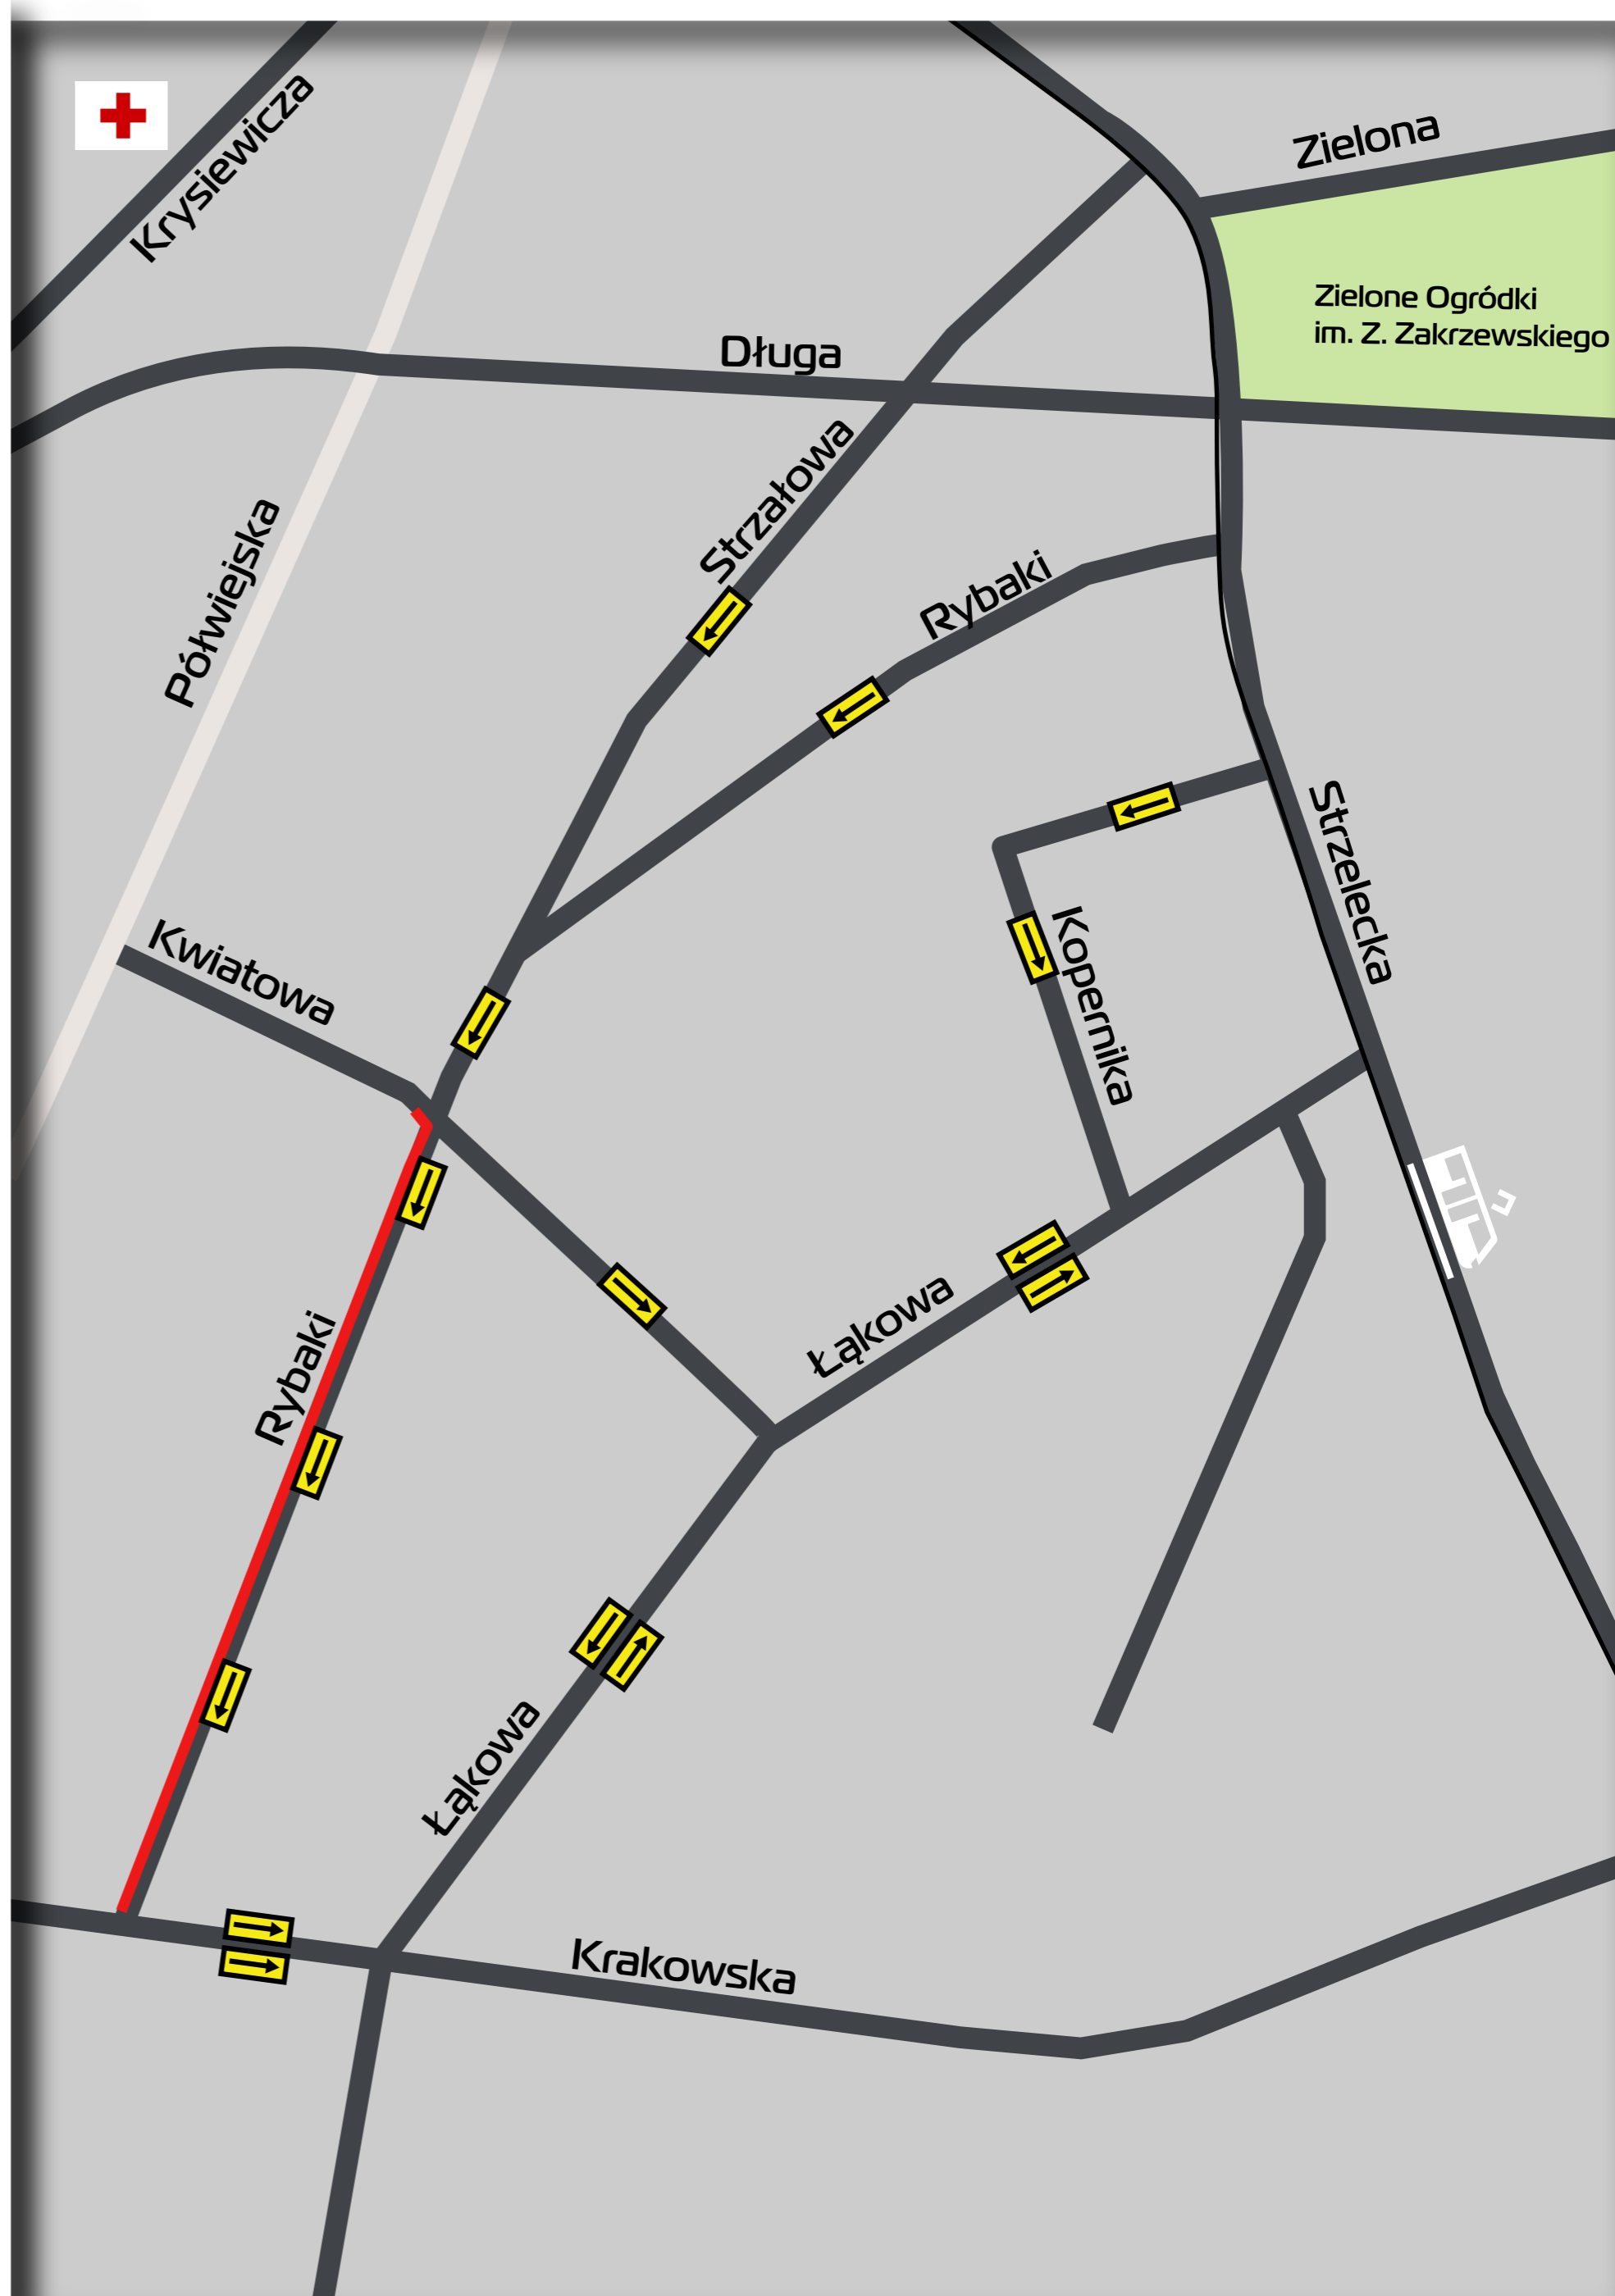 Krysiewicza
Zielona
Zielone Ogródki
im. Z. Zakrzewskiego
Długa
Strzałowa
Półwiejska
Rybaki
Strzelecka
Kwiatowa
Kopernika
Łąkowa
Rybaki
Łąkowa
Krakowska